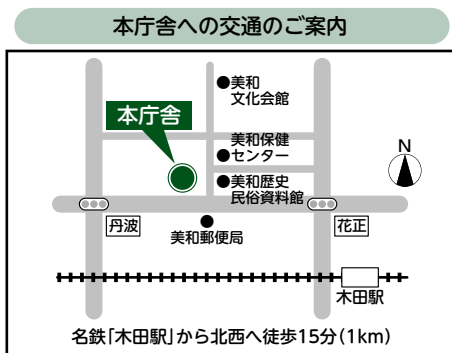 本庁舎への交通のご案内
美和
文化会館
本庁舎
美和保健
センター
N
美和歴史
民俗資料館
丹波
花正
美和郵便局
木田駅
名鉄「木田駅」から北西へ徒歩15分(1km)